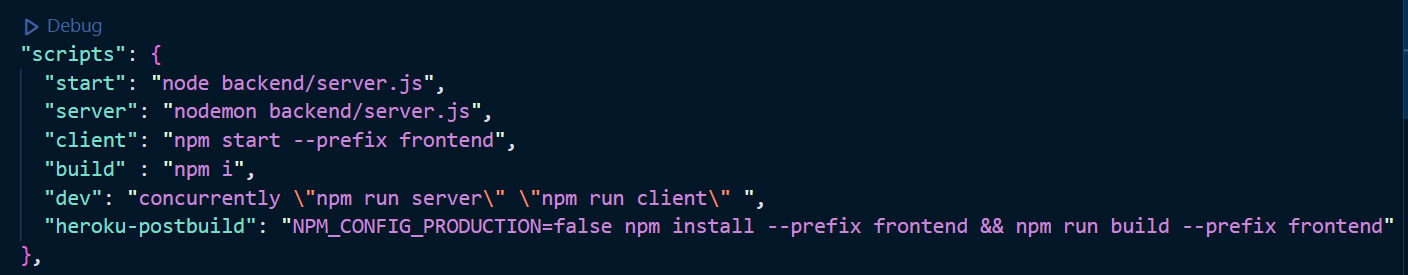 Debug
"scripts": {
"start": "node backend/server.js",
"server": "nodemon backend/server.js",
"client": "npm start --prefix frontend",
"build" : "npm i",
"dev": "concurrently \"npm run server\" \"npm run client\" ",
"heroku-postbuild": "NPM_CONFIG_PRODUCTION=false npm install --prefix frontend && npm run build --prefix frontend"
},